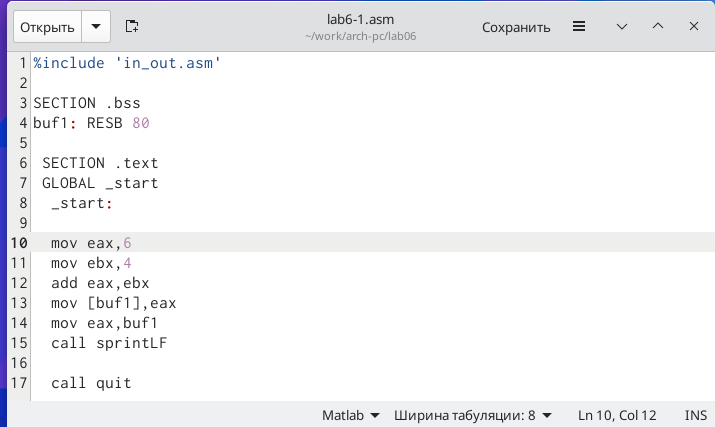 Открыть
lab6-1.asm
~/work/arch-pc/lab06
Сохранить
1 %include 'in_out.asm'
2
3 SECTION .bss
4 buf1: RESB 80
5
6 SECTION .text
7 GLOBAL _start
8 _start:
9
10 mov eax,6
11 mov ebx,4
12 add eax,ebx
13 mov [buf1],eax
14 mov eax,buf1
15 call sprintLF
16
17 call quit
Matlab Ширина табуляции: 8 Ln 10, Col 12 INS